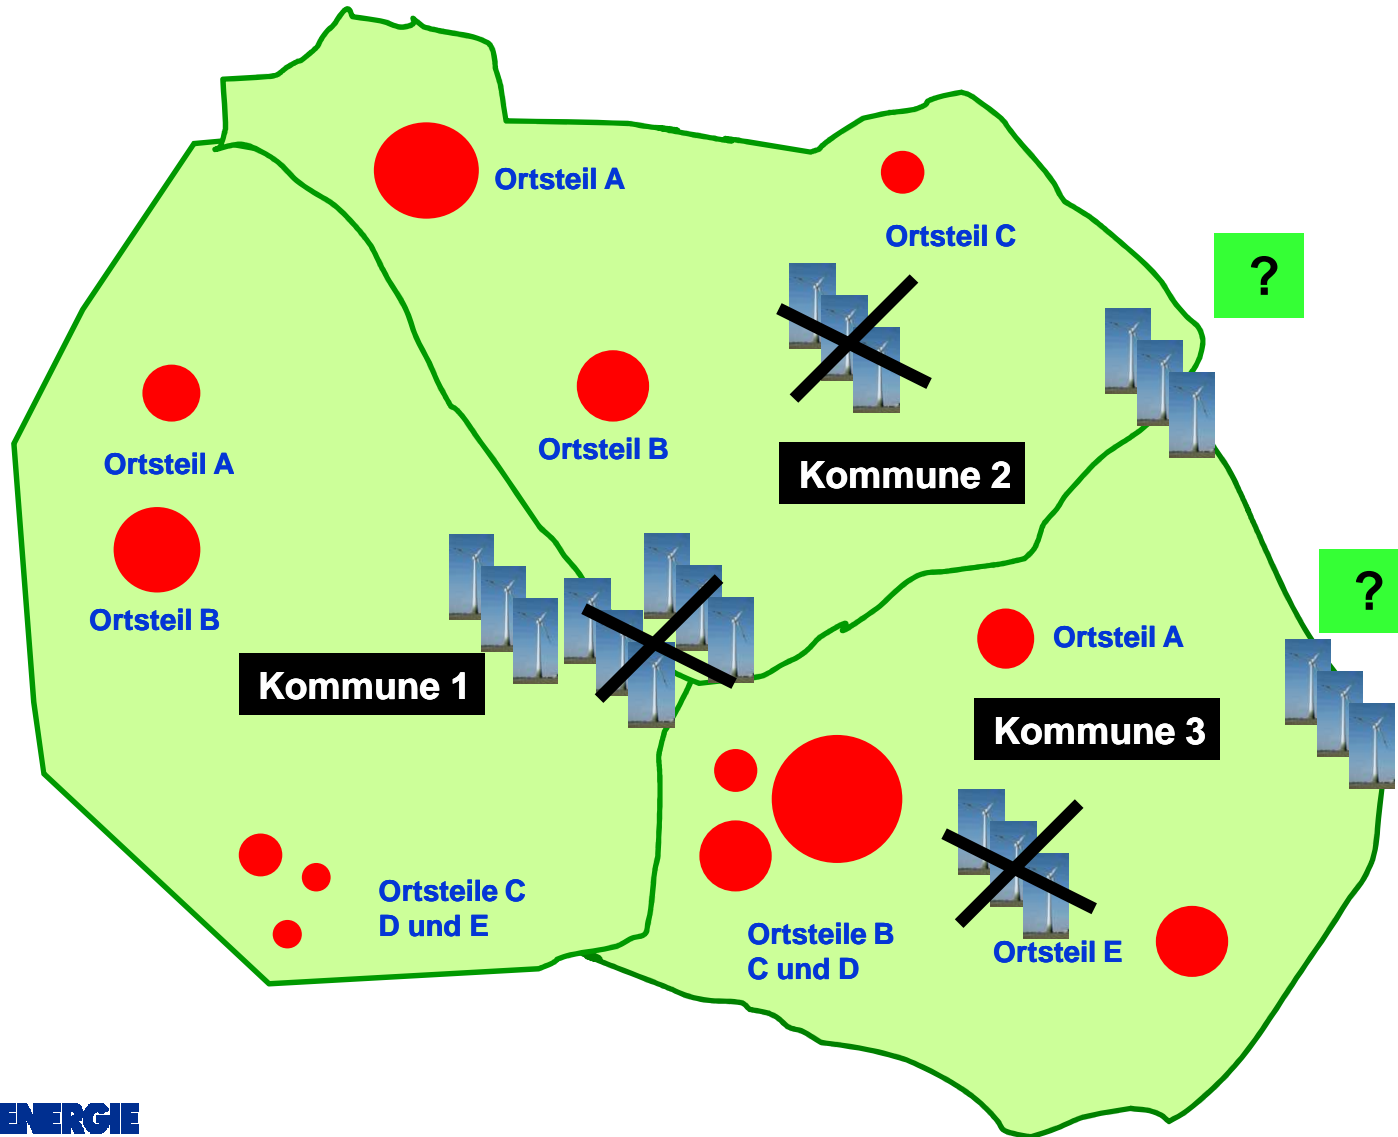 Ortsteil A
Ortsteil C
?
Ortsteil B
Ortsteil A
Kommune 2
Ortsteil B
?
Ortsteil A
Kommune 1
Kommune 3
Ortsteile C
D und E
Ortsteile B
C und D
Ortsteil E
ENERGIE